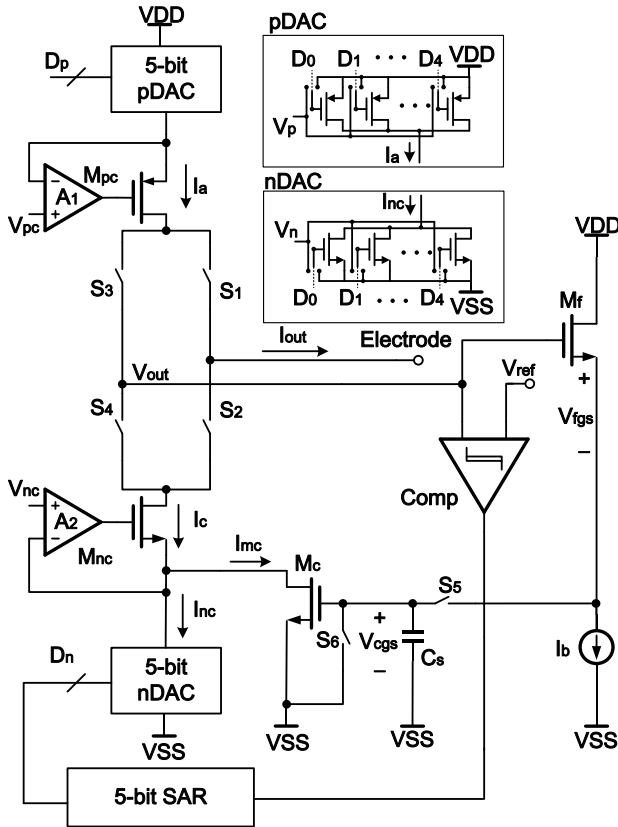 VDD
Dp
5-bit
pDAC
Mpc
A1
Vpc
Ia
S3
S1
Iout
Electrode
Vout
S4
S2
Vnc
A2
Mnc
Ic
Imc
Inc
Dn
5-bit
nDAC
VSS
5-bit SAR
pDAC
D0 D1 · · · D4 VDD
Vp
· · ·
Ia
nDAC
Inc
Vn
· · ·
D0 D1 · · · D4 VSS
VDD
Mf
+
Vfgs
−
Vref
Comp
Mc
S5
S6
+
Vcgs
−
Cs
Ib
VSS
VSS
VSS